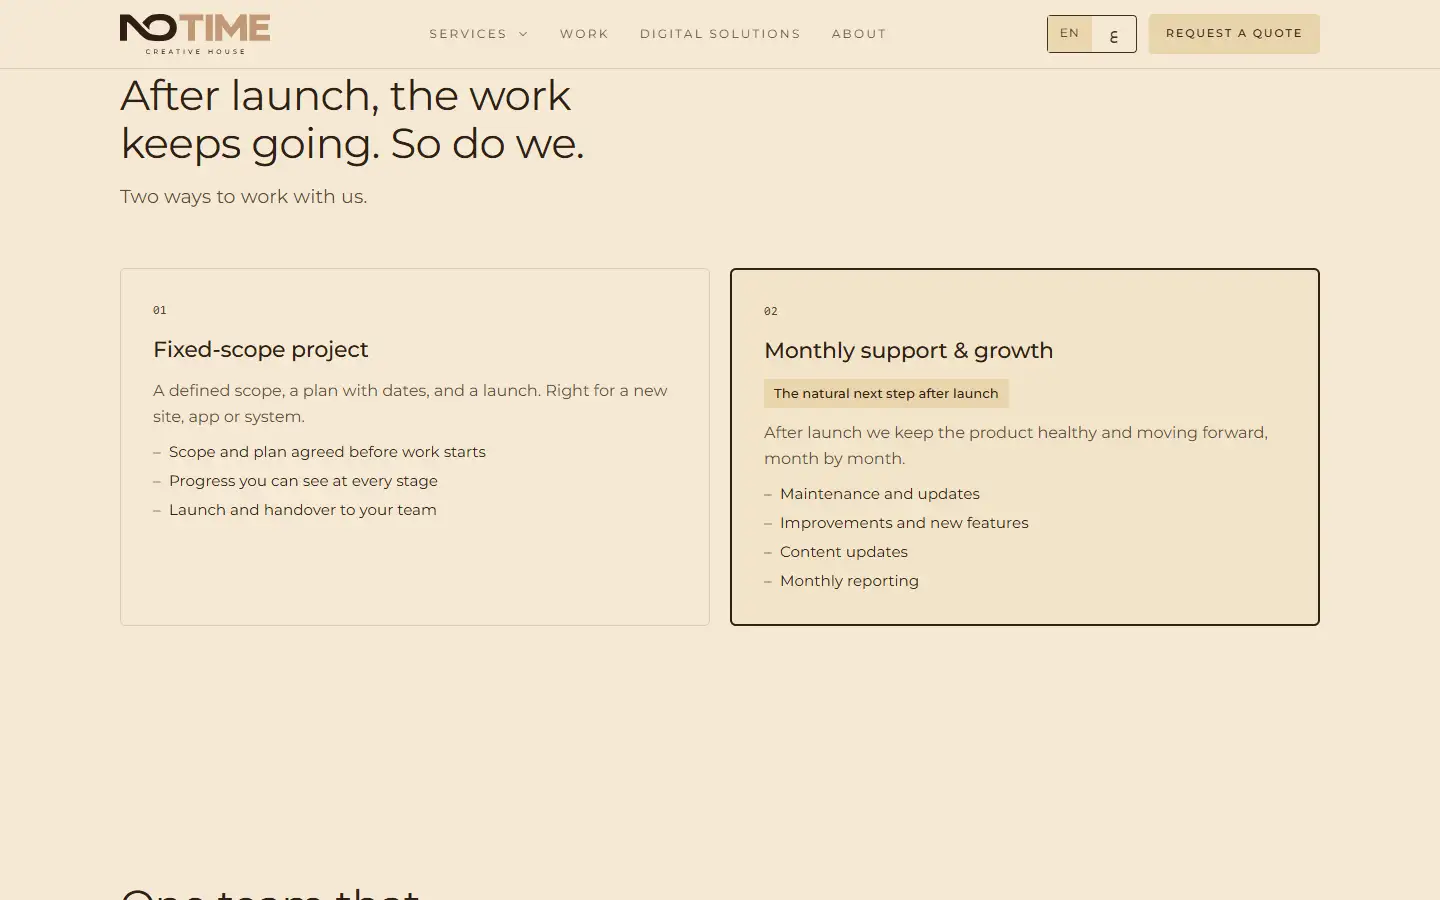 NOTIME
CREATIVE HOUSE
SERVICES
WORK
DIGITAL SOLUTIONS
ABOUT
EN
ع
REQUEST A QUOTE
After launch, the work
keeps going. So do we.
Two ways to work with us.
01
Fixed-scope project
A defined scope, a plan with dates, and a launch. Right for a new
site, app or system.
– Scope and plan agreed before work starts
– Progress you can see at every stage
– Launch and handover to your team
02
Monthly support & growth
The natural next step after launch
After launch we keep the product healthy and moving forward,
month by month.
– Maintenance and updates
– Improvements and new features
– Content updates
– Monthly reporting
One team that